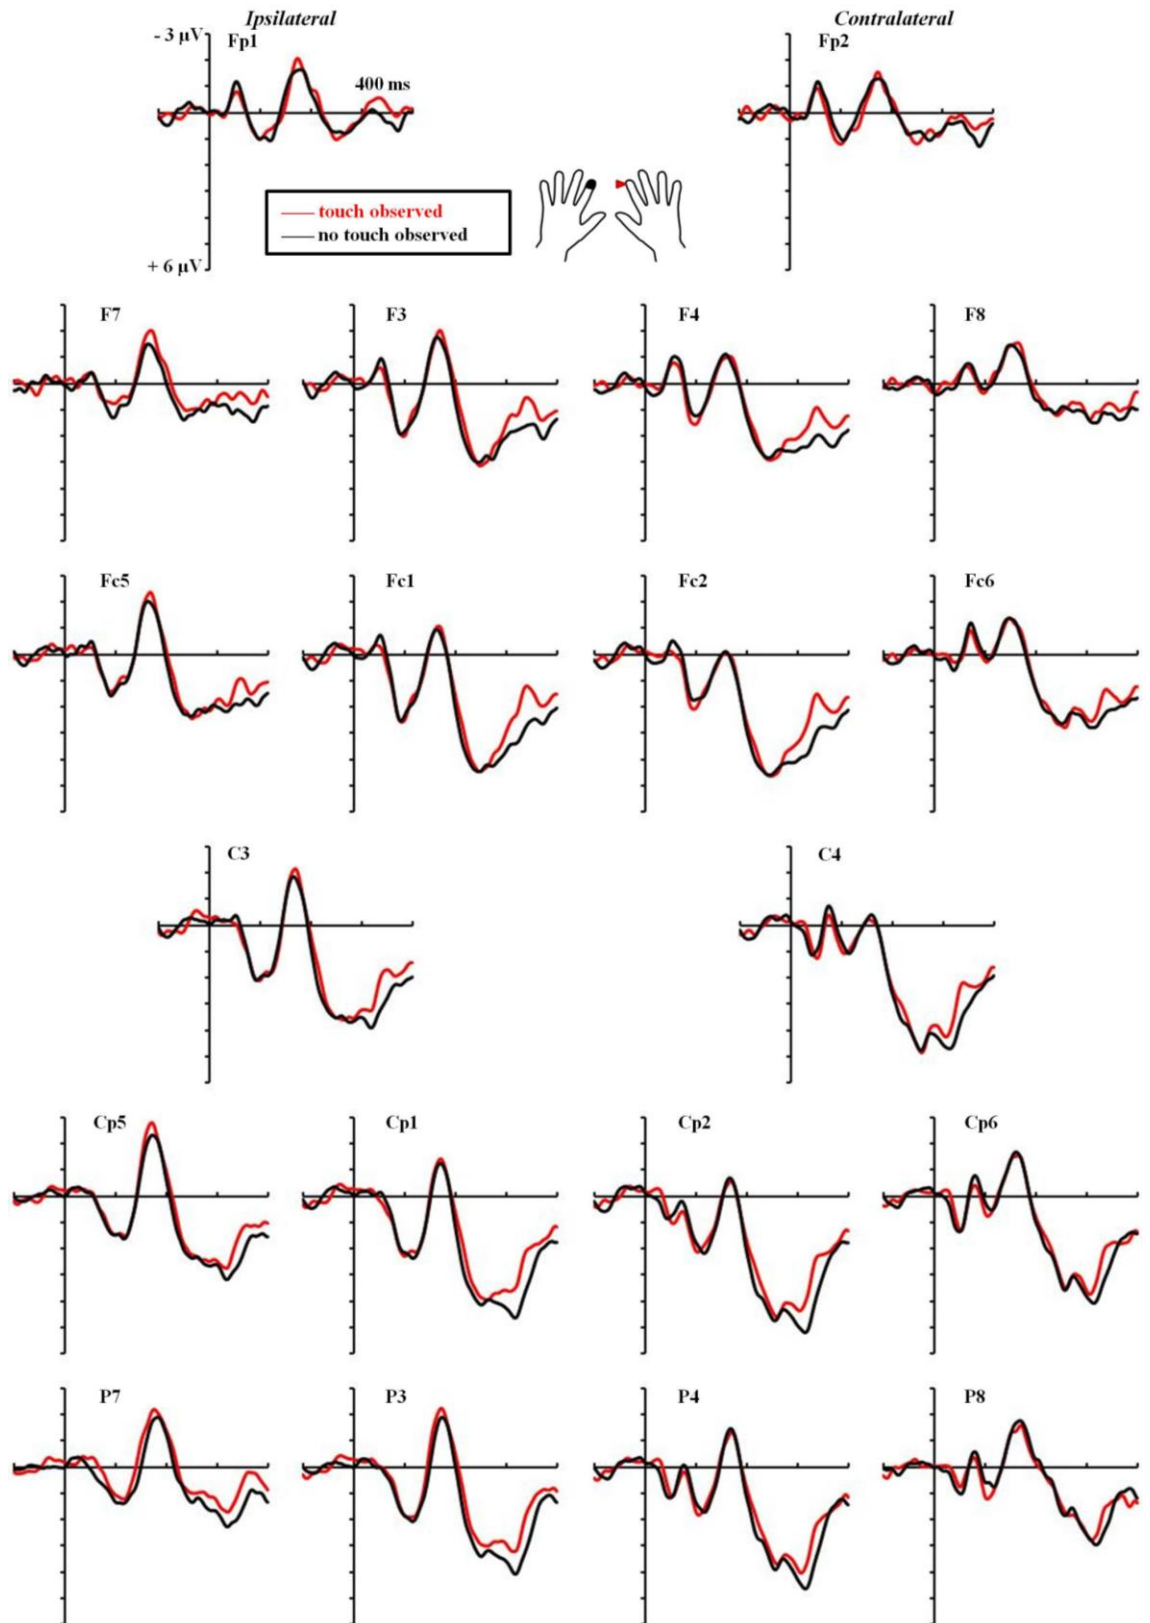 Ipsilateral Contralateral
- 3 µV Fp1 Fp2
400 ms
touch observed
no touch observed
+ 6 µV
F7 F3 F4 F8
Fc5 Fc1 Fc2 Fc6
C3 C4
Cp5 Cp1 Cp2 Cp6
P7 P3 P4 P8